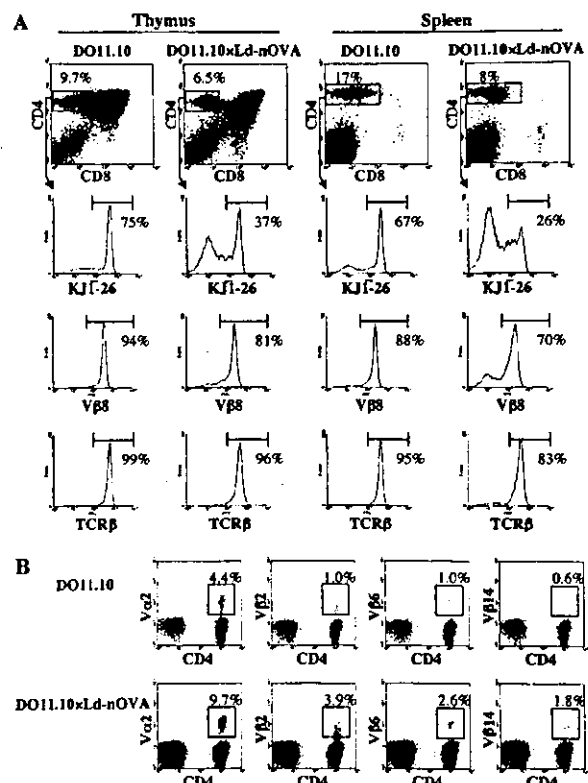 A
Thymus Spleen
DO11.10 DO11.10×Ld-nOVA DO11.10 DO11.10×Ld-nOVA
9.7% 6.5% 17% 8%
CD4 CD4 CD4 CD4
CD8 CD8 CD8 CD8
75% 37% 67% 26%
KJ1-26 KJ1-26 KJ1-26 KJ1-26
94% 81% 88% 70%
Vβ8 Vβ8 Vβ8 Vβ8
99% 96% 95% 83%
TCRβ TCRβ TCRβ TCRβ
B
DO11.10
4.4% 1.0% 1.0% 0.6%
Vα2 Vβ2 Vβ6 Vβ14
CD4 CD4 CD4 CD4
DO11.10×Ld-nOVA
9.7% 3.9% 2.6% 1.8%
Vα2 Vβ2 Vβ6 Vβ14
CD4 CD4 CD4 CD4